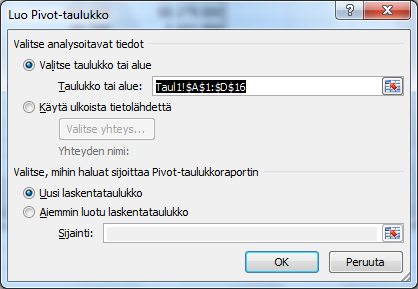 Luo Pivot-taulukko
Valitse analysoitavat tiedot
Valitse taulukko tai alue
Taulukko tai alue: Taul1!$A$1:$D$16
Käytä ulkoista tietolähdettä
Valitse yhteys...
Yhteyden nimi:
Valitse, mihin haluat sijoittaa Pivot-taulukkoraportin
Uusi laskentataulukko
Aiemmin luotu laskentataulukko
Sijainti:
OK Peruuta